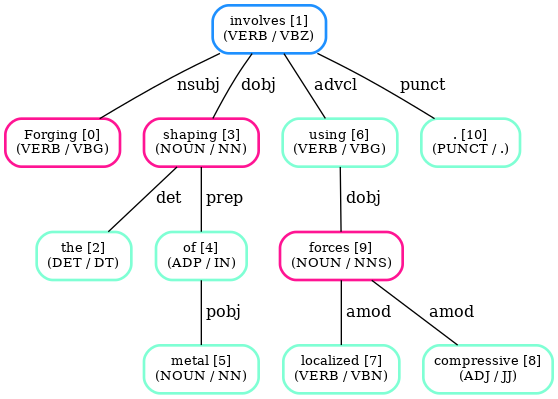 involves [1]
(VERB / VBZ)
nsubj
dobj
advcl
punct
Forging [0]
(VERB / VBG)
shaping [3]
(NOUN / NN)
using [6]
(VERB / VBG)
. [10]
(PUNCT / .)
det
prep
dobj
the [2]
(DET / DT)
of [4]
(ADP / IN)
forces [9]
(NOUN / NNS)
pobj
amod
amod
metal [5]
(NOUN / NN)
localized [7]
(VERB / VBN)
compressive [8]
(ADJ / JJ)